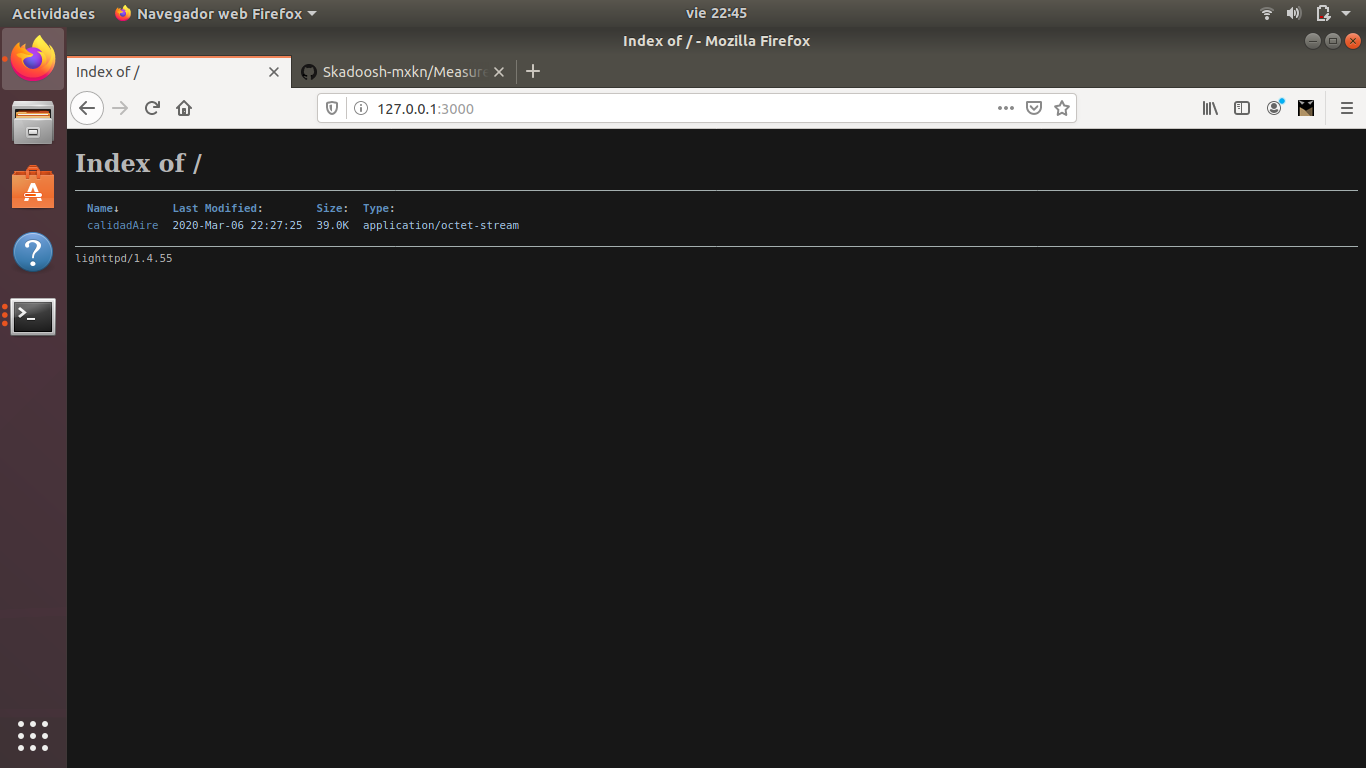 Actividades Navegador web Firefox vie 22:45
Index of / - Mozilla Firefox
Index of / Skadoosh-mxkn/Measure
127.0.0.1:3000
Index of /
Name↓ Last Modified: Size: Type:
calidadAire 2020-Mar-06 22:27:25 39.0K application/octet-stream
lighttpd/1.4.55